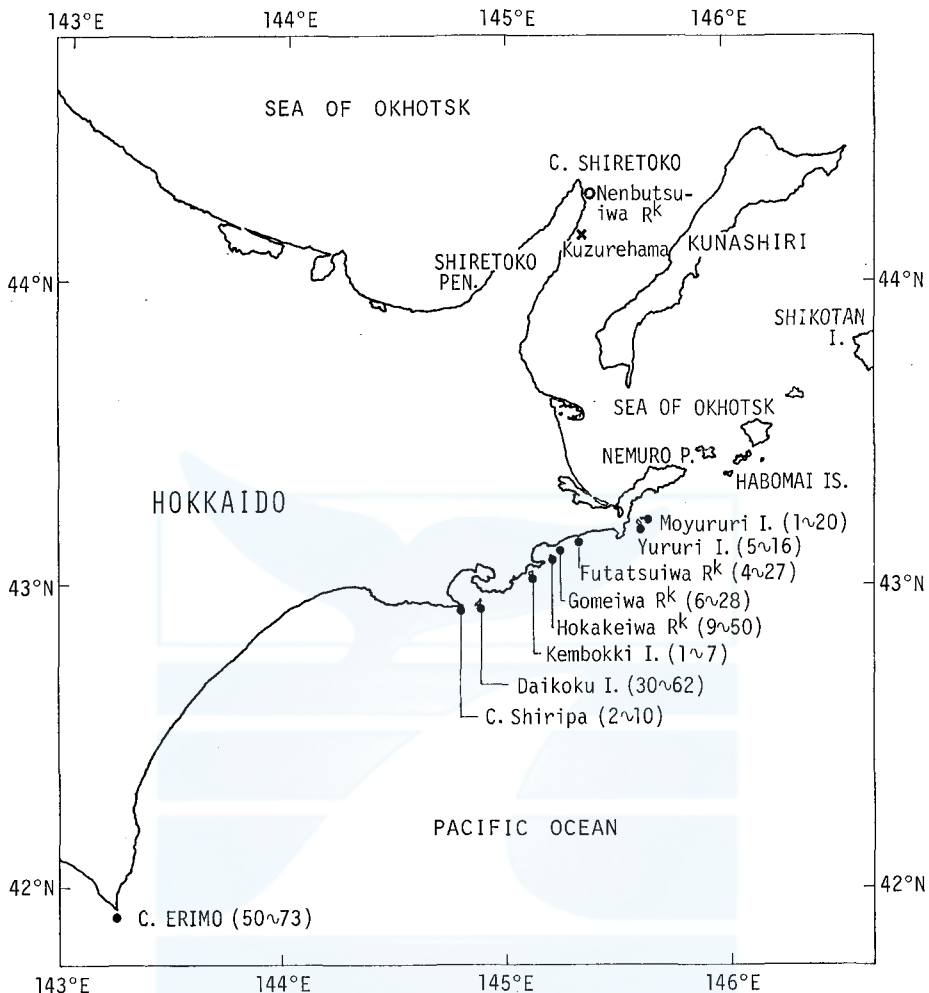 143°E 144°E 145°E 146°E
SEA OF OKHOTSK
C. SHIRETOKO
Nenbutsu-
iwa Rk
Kuzurehama
KUNASHIRI
SHIRETOKO
PEN.
44°N 44°N
SHIKOTAN
I.
SEA OF OKHOTSK
NEMURO P.
HABOMAI IS.
HOKKAIDO
Moyururi I. (1~20)
Yururi I. (5~16)
Futatsuiwa Rk (4~27)
43°N 43°N
Gomeiwa Rk (6~28)
Hokakeiwa Rk (9~50)
Kembokki I. (1~7)
Daikoku I. (30~62)
C. Shiripa (2~10)
PACIFIC OCEAN
42°N 42°N
C. ERIMO (50~73)
143°E 144°E 145°E 146°E